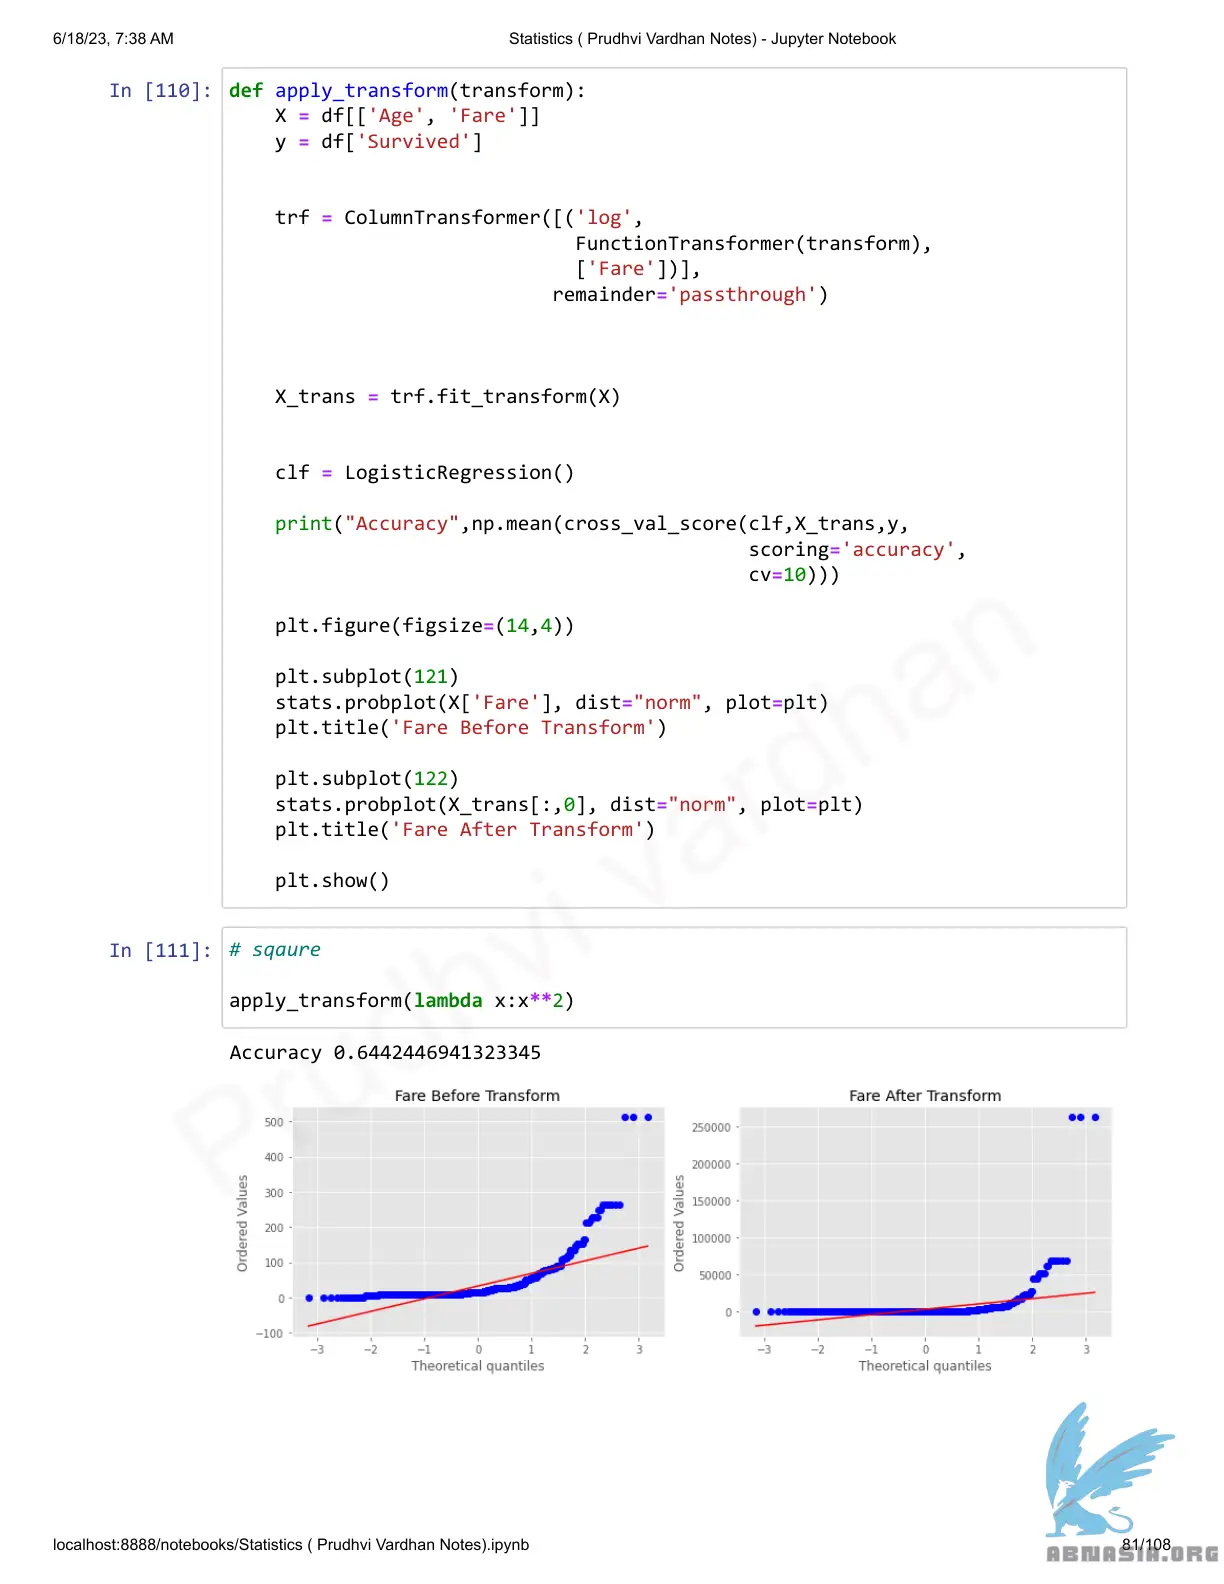 6/18/23, 7:38 AM
Statistics ( Prudhvi Vardhan Notes) - Jupyter Notebook
In [110]:
def apply_transform(transform):
    X = df[['Age', 'Fare']]
    y = df['Survived']
    trf = ColumnTransformer([('log',
                              FunctionTransformer(transform),
                              ['Fare'])],
                            remainder='passthrough')
    X_trans = trf.fit_transform(X)
    clf = LogisticRegression()
    print("Accuracy",np.mean(cross_val_score(clf,X_trans,y,
                                             scoring='accuracy',
                                             cv=10)))
    plt.figure(figsize=(14,4))
    plt.subplot(121)
    stats.probplot(X['Fare'], dist="norm", plot=plt)
    plt.title('Fare Before Transform')
    plt.subplot(122)
    stats.probplot(X_trans[:,0], dist="norm", plot=plt)
    plt.title('Fare After Transform')
    plt.show()
In [111]:
# sqaure
apply_transform(lambda x:x**2)
Accuracy 0.6442446941323345
Fare Before Transform
500
400
300
200
100
0
−100
Ordered Values
−3 −2 −1 0 1 2 3
Theoretical quantiles
Fare After Transform
250000
200000
150000
100000
50000
0
Ordered Values
−3 −2 −1 0 1 2 3
Theoretical quantiles
Prudhvi vardhan
localhost:8888/notebooks/Statistics ( Prudhvi Vardhan Notes).ipynb
81/108
ABNASIA.ORG